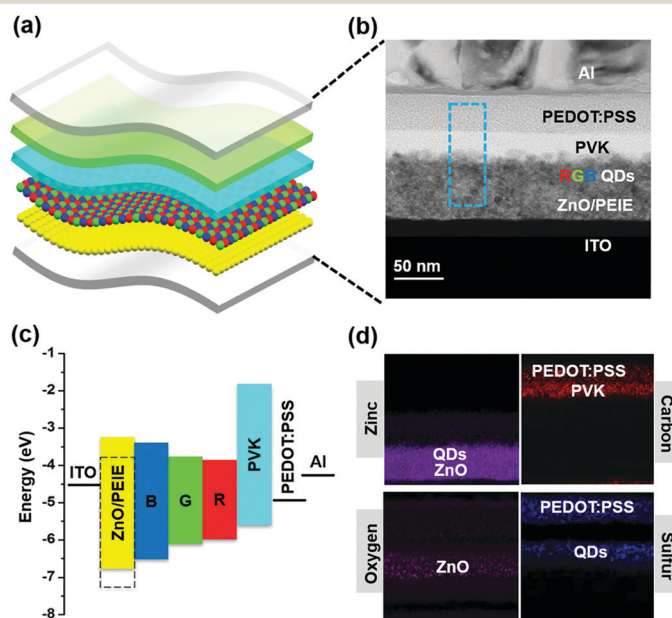 (a)
(b)
Al
PEDOT:PSS
PVK
RGB QDs
ZnO/PEIE
ITO
50 nm
(c)
Energy (eV)
-1
-2
-3
-4
-5
-6
-7
-8
ITO
ZnO/PEIE
B
G
R
PVK
PEDOT:PSS
Al
(d)
Zinc
QDs
ZnO
PEDOT:PSS
PVK
Carbon
Oxygen
ZnO
PEDOT:PSS
QDs
Sulfur